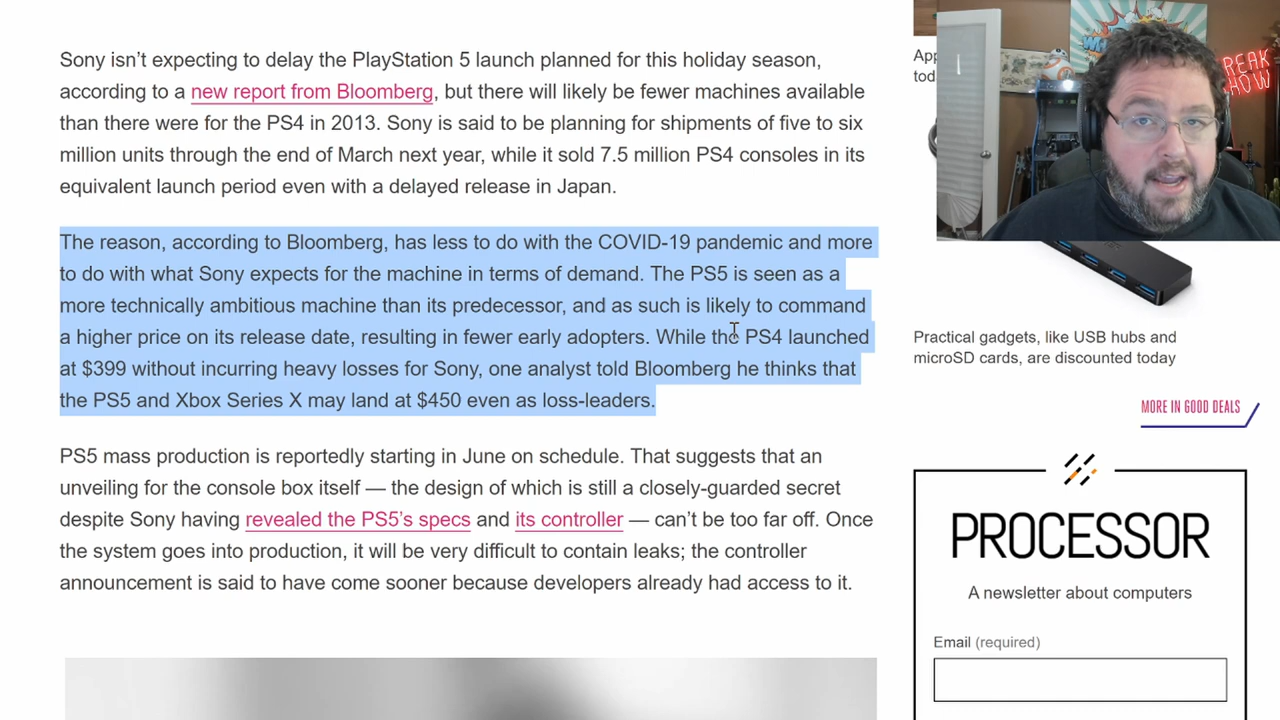 Sony isn’t expecting to delay the PlayStation 5 launch planned for this holiday season,
according to a new report from Bloomberg, but there will likely be fewer machines available
than there were for the PS4 in 2013. Sony is said to be planning for shipments of five to six
million units through the end of March next year, while it sold 7.5 million PS4 consoles in its
equivalent launch period even with a delayed release in Japan.
The reason, according to Bloomberg, has less to do with the COVID-19 pandemic and more
to do with what Sony expects for the machine in terms of demand. The PS5 is seen as a
more technically ambitious machine than its predecessor, and as such is likely to command
a higher price on its release date, resulting in fewer early adopters. While the PS4 launched
at $399 without incurring heavy losses for Sony, one analyst told Bloomberg he thinks that
the PS5 and Xbox Series X may land at $450 even as loss-leaders.
PS5 mass production is reportedly starting in June on schedule. That suggests that an
unveiling for the console box itself — the design of which is still a closely-guarded secret
despite Sony having revealed the PS5’s specs and its controller — can’t be too far off. Once
the system goes into production, it will be very difficult to contain leaks; the controller
announcement is said to have come sooner because developers already had access to it.
SHOW
Practical gadgets, like USB hubs and
microSD cards, are discounted today
MORE IN GOOD DEALS
PROCESSOR
A newsletter about computers
Email (required)